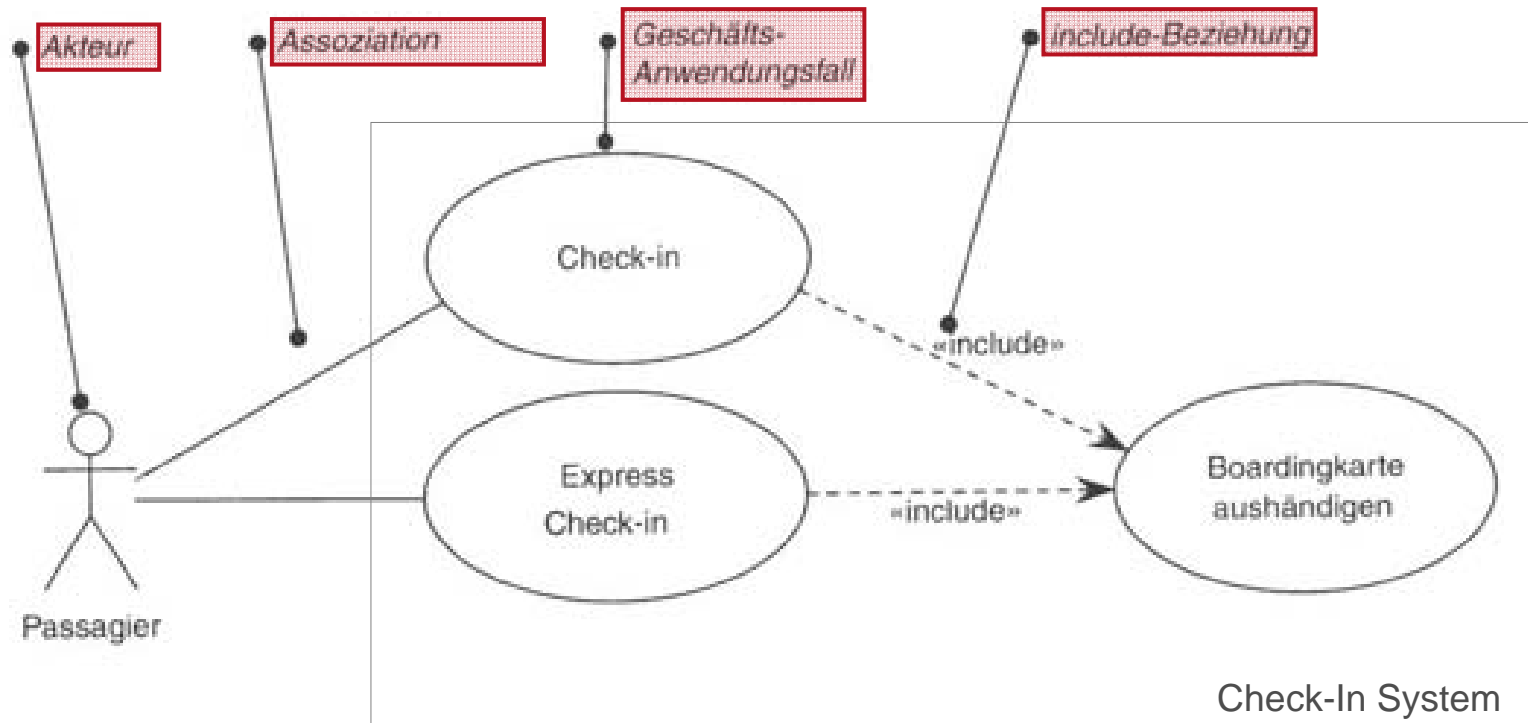 Akteur
Assoziation
Geschäfts-
Anwendungsfall
include-Beziehung
Check-in
«include»
Express
Check-in
«include»
Boardingkarte
aushändigen
Passagier
Check-In System